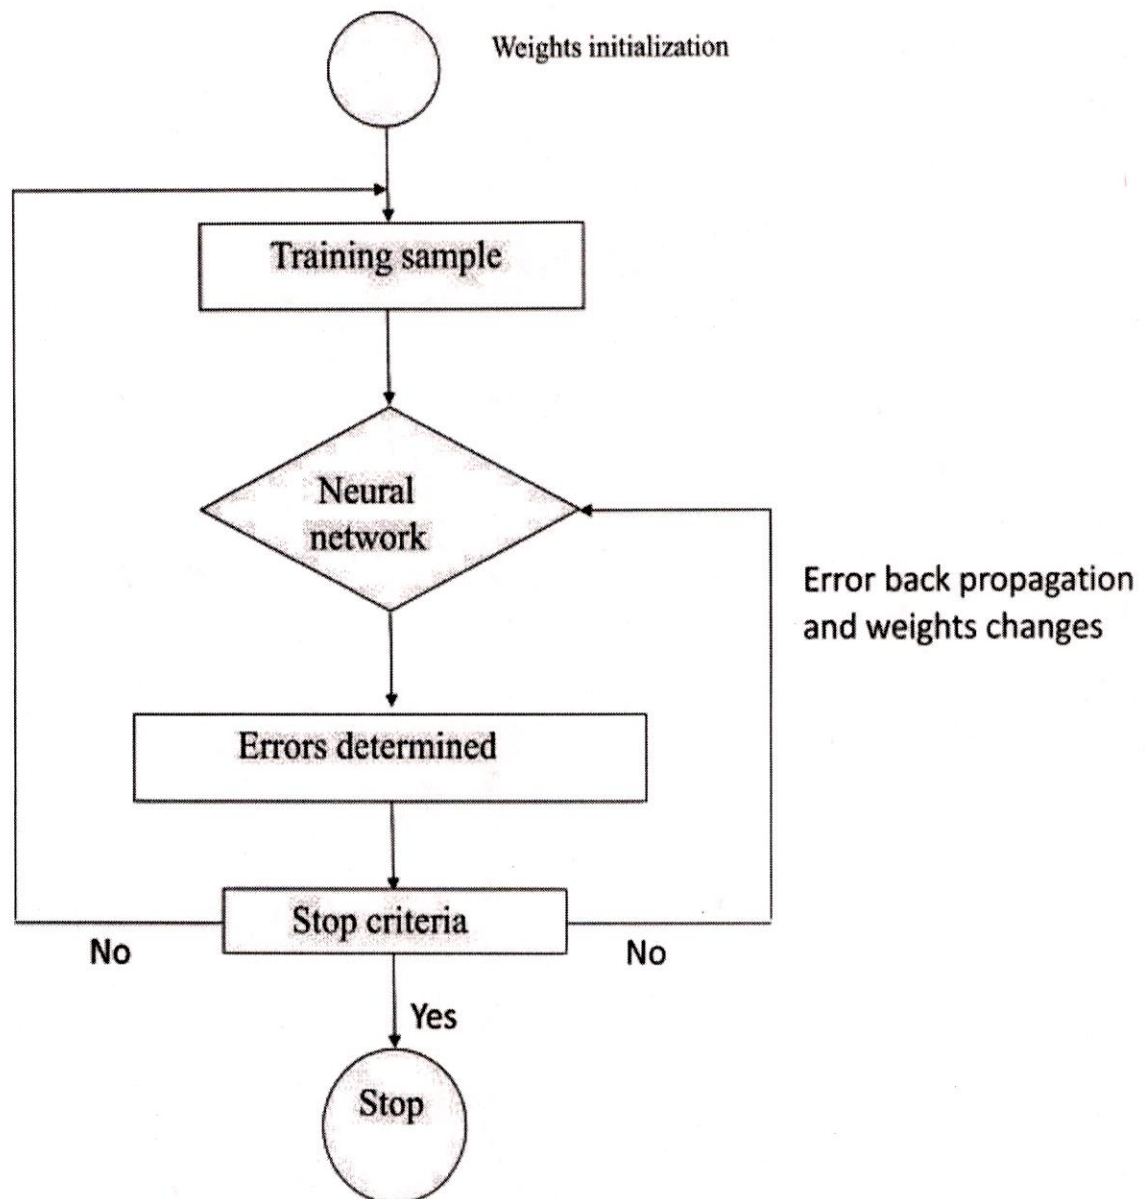 Weights initialization
Training sample
Neural
network
Error back propagation
and weights changes
Errors determined
Stop criteria
No
No
Yes
Stop